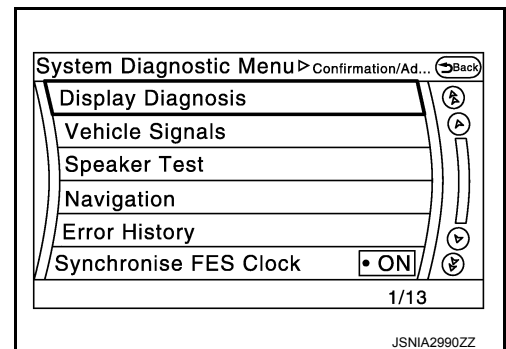 System Diagnostic Menu ▷ Confirmation/Ad... Back
Display Diagnosis
Vehicle Signals
Speaker Test
Navigation
Error History
Synchronise FES Clock • ON
1/13
JSNIA2990ZZ